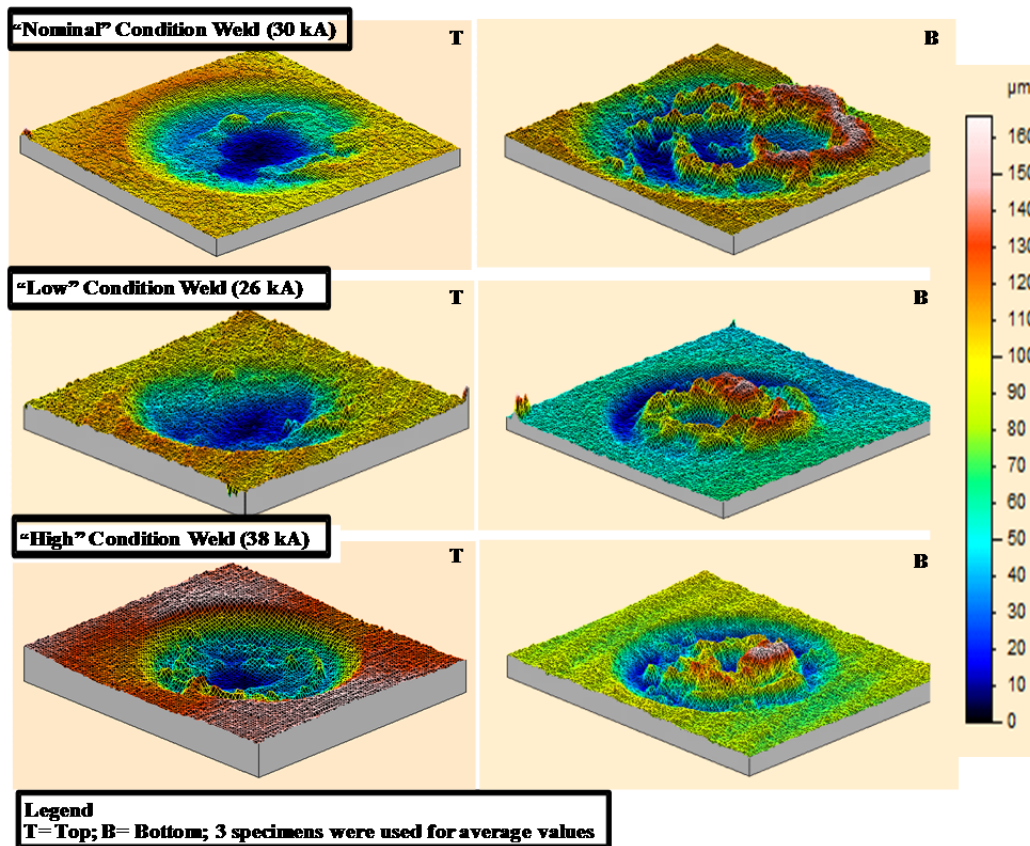 “Nominal” Condition Weld (30 kA)
T
B
µm
160
150
140
130
120
110
100
90
80
70
60
50
40
30
20
10
0
“Low” Condition Weld (26 kA)
T
B
“High” Condition Weld (38 kA)
T
B
Legend
T= Top; B= Bottom; 3 specimens were used for average values